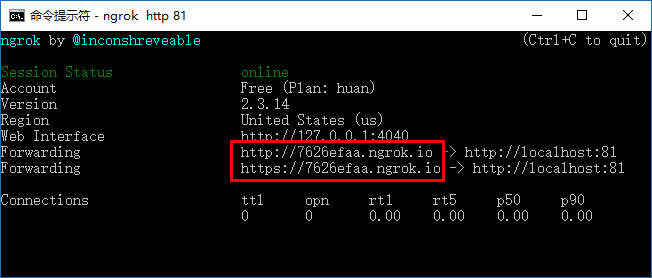 命令提示符 - ngrok  http 81
ngrok by @inconshreveable (Ctrl+C to quit)
Session Status online
Account Free (Plan: huan)
Version 2.3.14
Region United States (us)
Web Interface http://127.0.0.1:4040
Forwarding http://7626efaa.ngrok.io -> http://localhost:81
Forwarding https://7626efaa.ngrok.io -> http://localhost:81
Connections ttl opn rt1 rt5 p50 p90
0 0 0.00 0.00 0.00 0.00